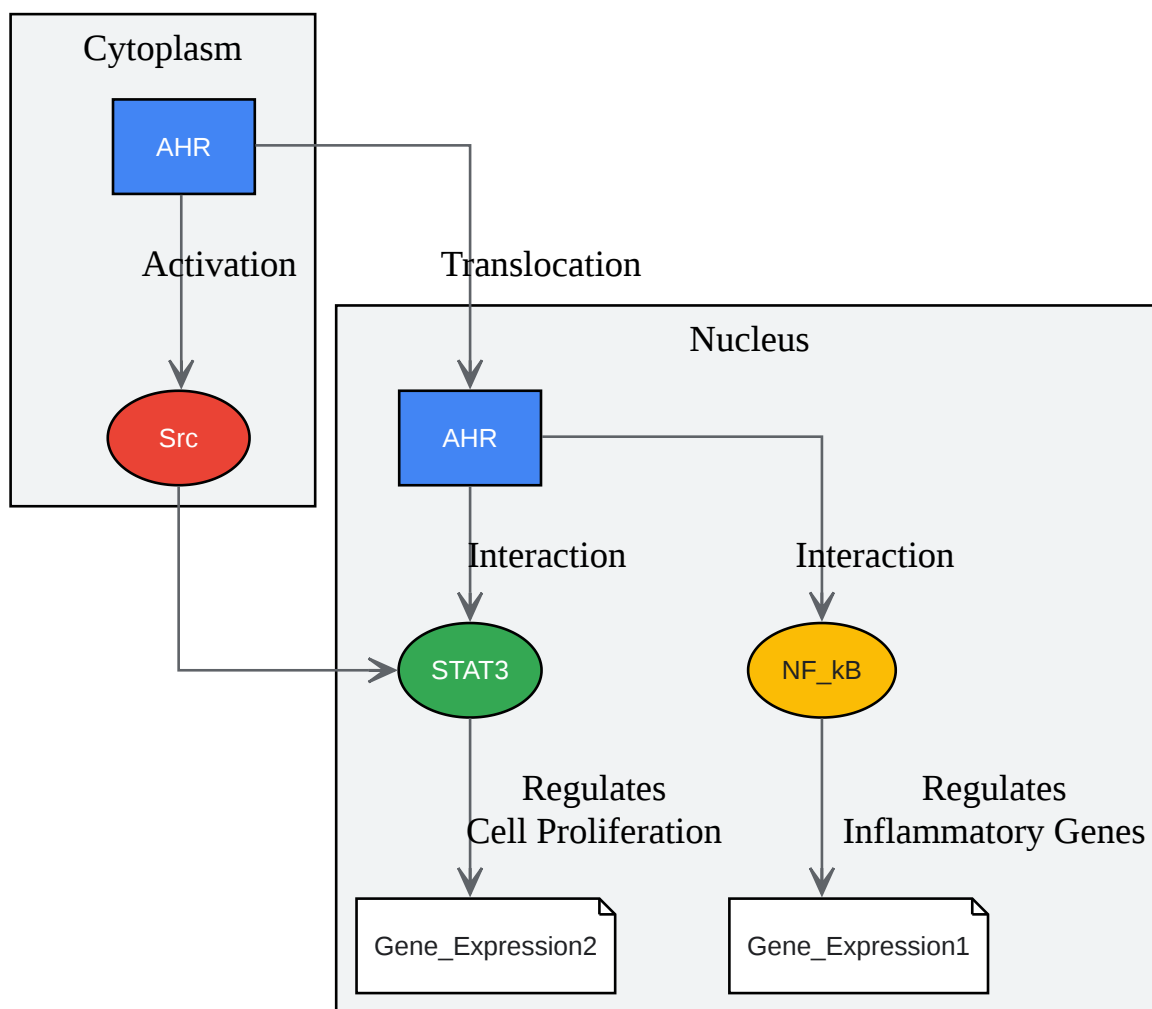 Cytoplasm
AHR
Activation
Translocation
Nucleus
Src
AHR
Interaction
Interaction
STAT3
NF_kB
Regulates
Cell Proliferation
Regulates
Inflammatory Genes
Gene_Expression2
Gene_Expression1